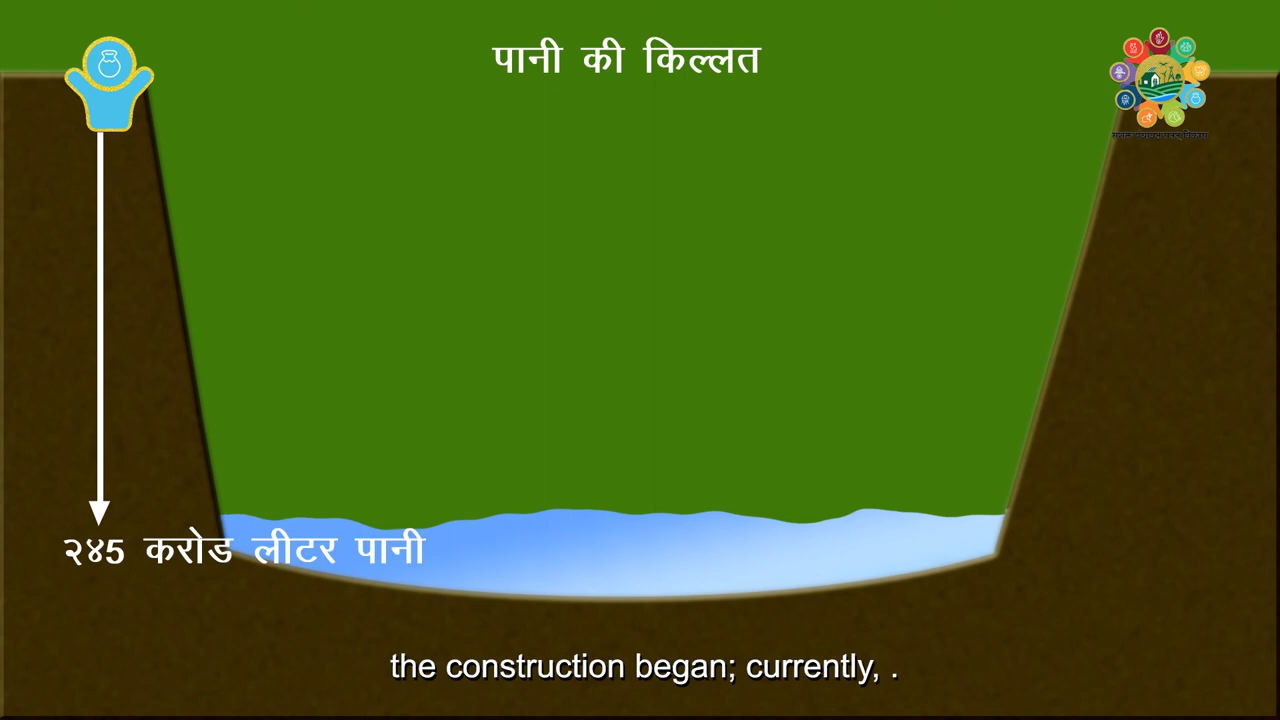 पानी की किल्लत
२४5 करोड लीटर पानी
the construction began; currently, .